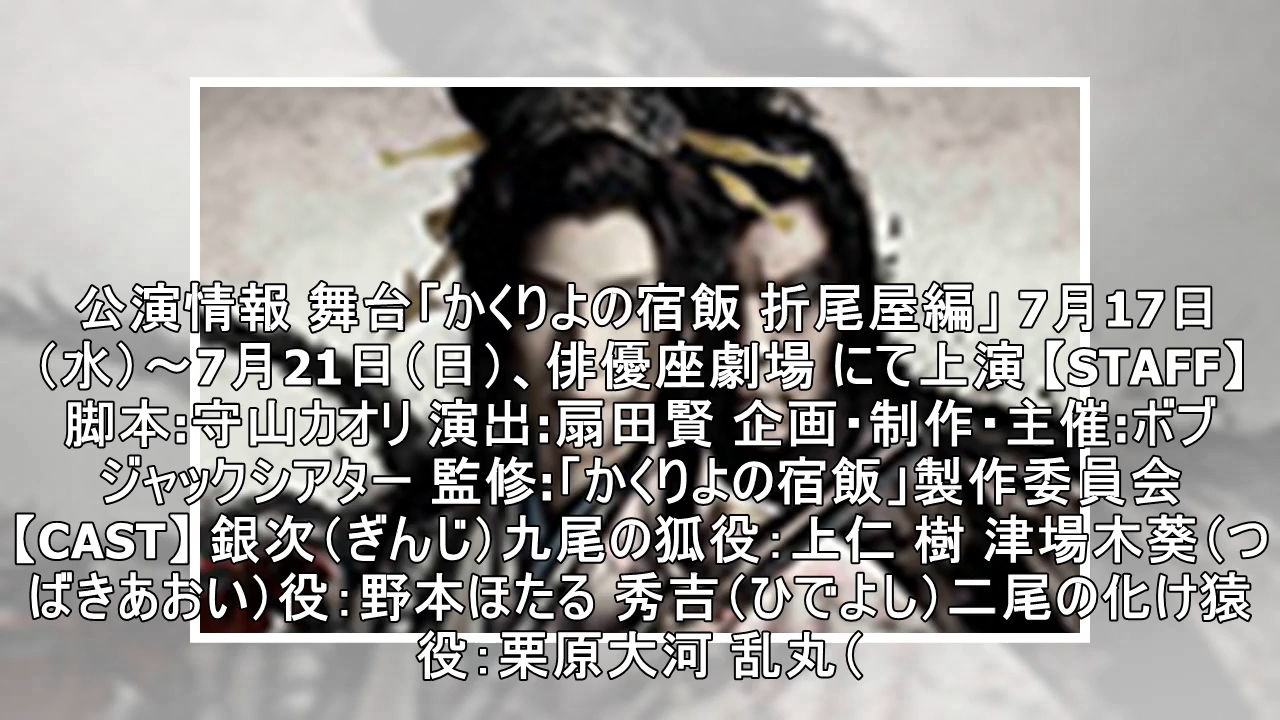 公演情報 舞台「かくりよの宿飯 折尾屋編」 7月17日
（水）～7月21日（日）、俳優座劇場 にて上演 【STAFF】
脚本：守山カオリ 演出：扇田賢 企画・制作・主催：ボブ
ジャックシアター 監修：「かくりよの宿飯」製作委員会
【CAST】 銀次（ぎんじ）九尾の狐役：上仁 樹 津場木葵（つ
ばきあおい）役：野本ほたる 秀吉（ひでよし）二尾の化け猿
役：栗原大河 乱丸（